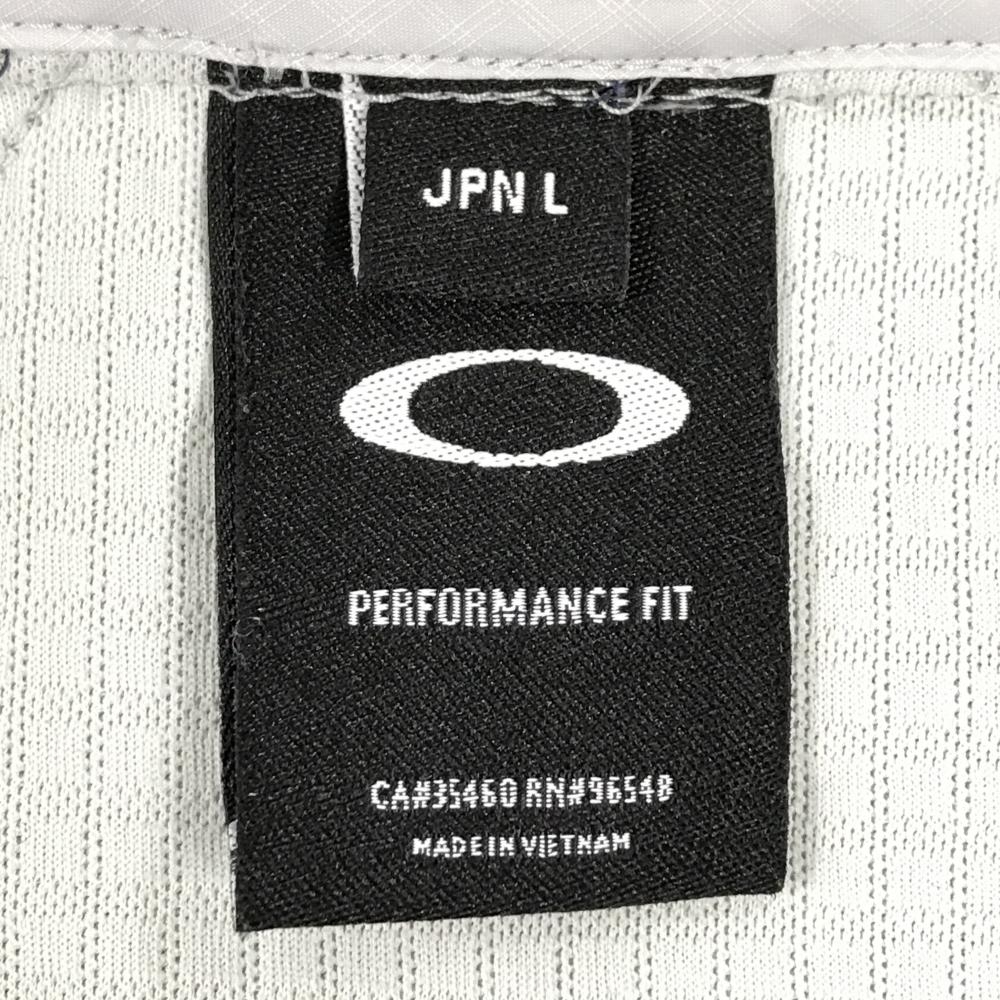 JPN L
PERFORMANCE FIT
CA#35460 RN#96548
MADE IN VIETNAM